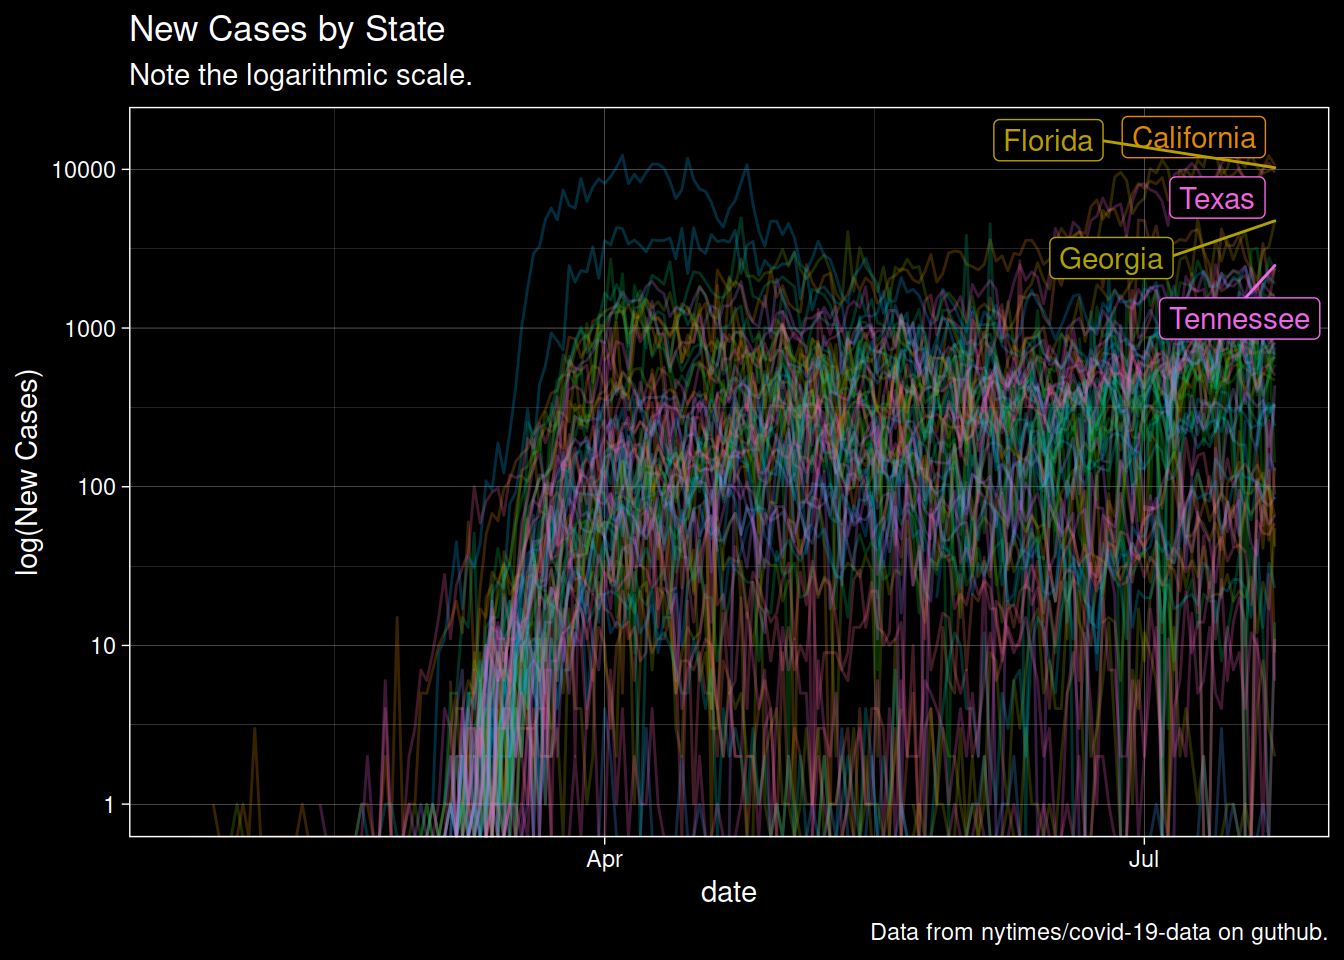 New Cases by State
Note the logarithmic scale.
Florida
California
Texas
Georgia
Tennessee
10000
1000
100
10
1
log(New Cases)
Apr
Jul
date
Data from nytimes/covid-19-data on guthub.